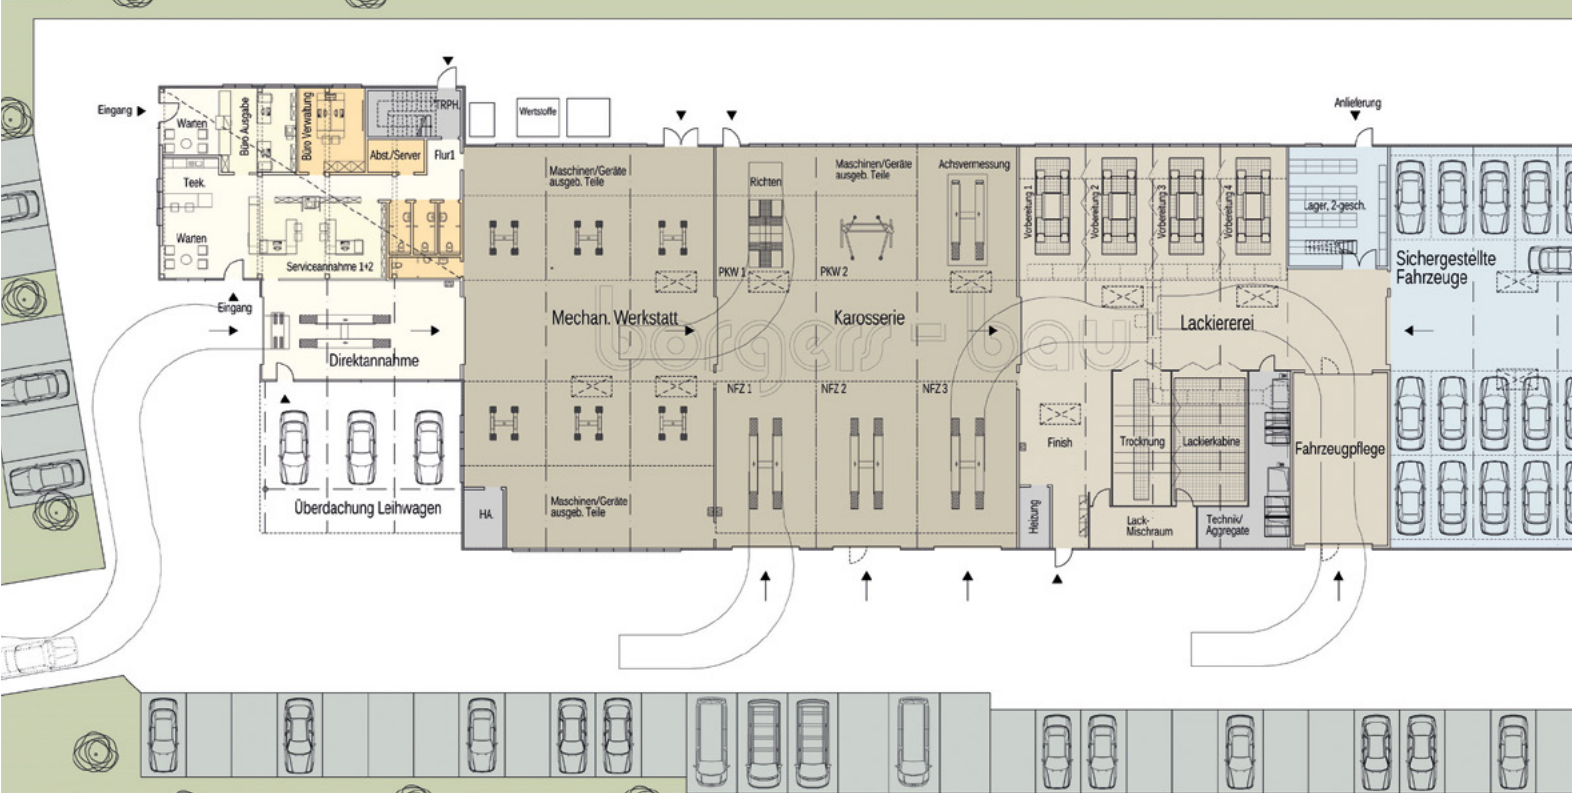 Eingang
Warten
Büro Ausgabe
Büro Verwaltung
TRPH.
Abst./Server
Flur1
Teek.
Warten
Serviceannahme 1+2
Eingang
Direktannahme
Überdachung Leihwagen
Wertstoffe
Maschinen/Geräte
ausgeb. Teile
Mechan. Werkstatt
Maschinen/Geräte
ausgeb. Teile
HA.
Richten
Maschinen/Geräte
ausgeb. Teile
Achsvermessung
PKW 1
PKW 2
Karosserie
NFZ 1
NFZ 2
NFZ 3
borgers - bau
Vorbereitung 1
Vorbereitung 2
Vorbereitung 3
Vorbereitung 4
Lackiererei
Finish
Trocknung
Lackierkabine
Heizung
Lack-
Mischraum
Technik/
Aggregate
Fahrzeugpflege
Anlieferung
Lager, 2-gesch.
Sichergestellte
Fahrzeuge